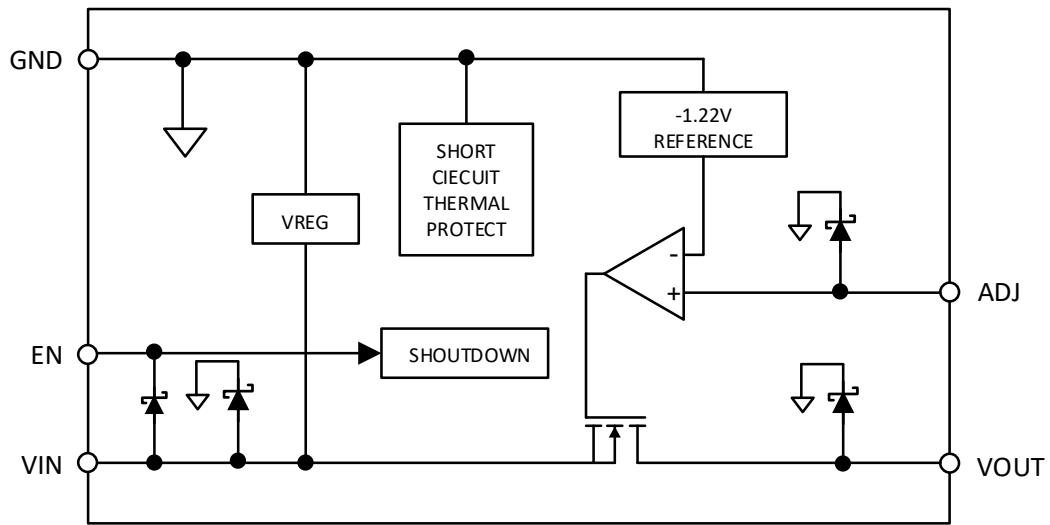 GND
-1.22V
REFERENCE
SHORT
CIECUIT
THERMAL
PROTECT
VREG
-
+
ADJ
EN
SHOUTDOWN
VIN
VOUT